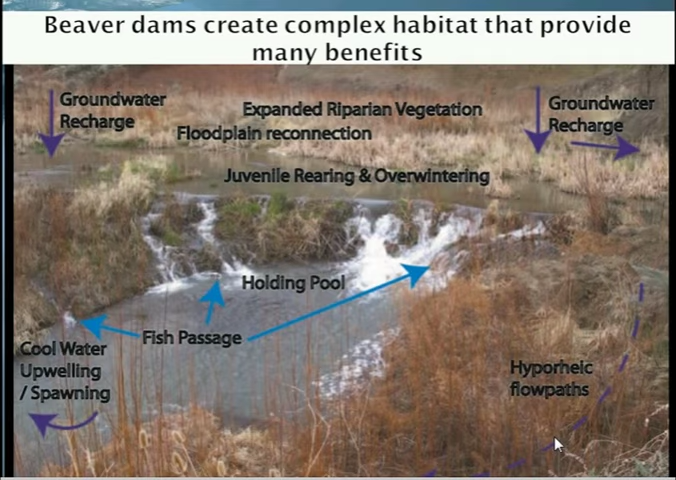 Beaver dams create complex habitat that provide
many benefits
Groundwater
Recharge
Expanded Riparian Vegetation
Floodplain reconnection
Groundwater
Recharge
Juvenile Rearing & Overwintering
Holding Pool
Fish Passage
Cool Water
Upwelling
/ Spawning
Hyporheic
flowpaths